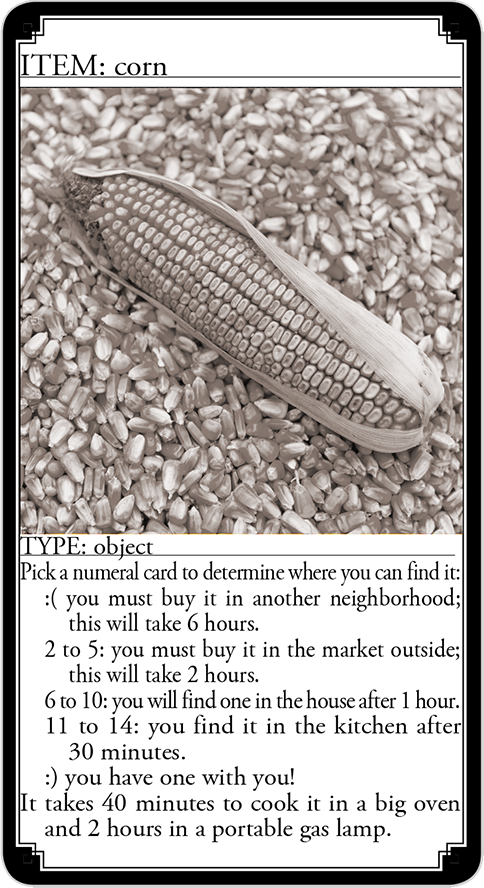 ITEM: corn
TYPE: object
Pick a numeral card to determine where you can find it:
:( you must buy it in another neighborhood;
this will take 6 hours.
2 to 5: you must buy it in the market outside;
this will take 2 hours.
6 to 10: you will find one in the house after 1 hour.
11 to 14: you find it in the kitchen after
30 minutes.
:) you have one with you!
It takes 40 minutes to cook it in a big oven
and 2 hours in a portable gas lamp.